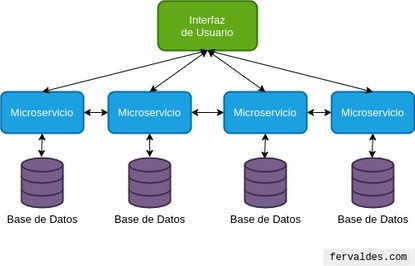 Interfaz
de Usuario
Microservicio
Microservicio
Microservicio
Microservicio
Base de Datos
Base de Datos
Base de Datos
Base de Datos
fervaldes.com